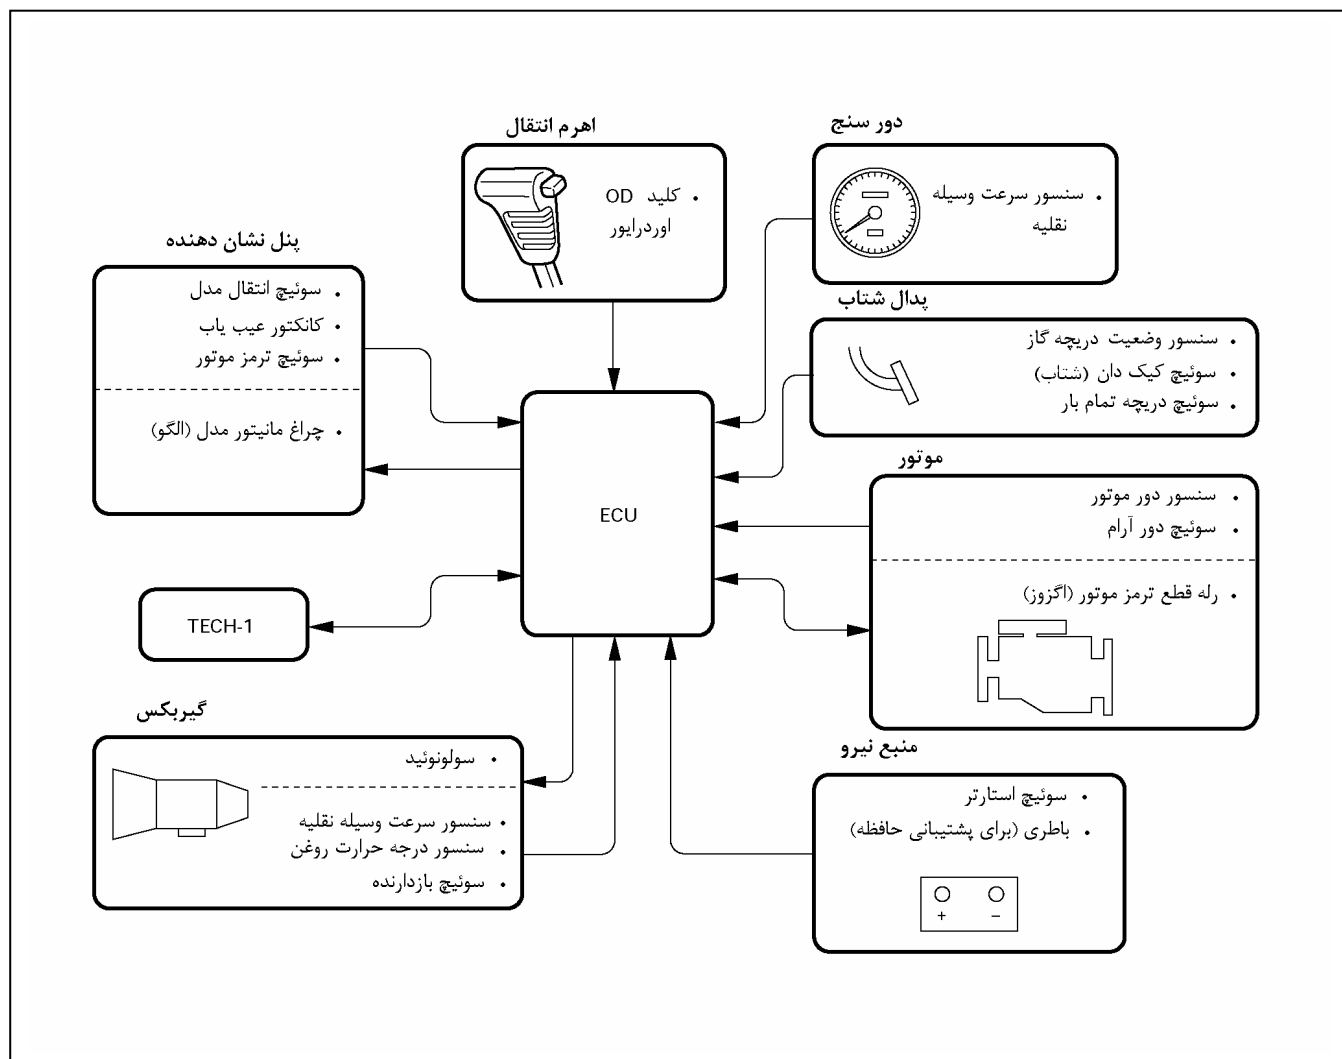 اهرم انتقال
کلید OD
اوردرایور
دور سنج
سنسور سرعت وسیله
نقلیه
پنل نشان دهنده
سوئیچ انتقال مدل
کانکتور عیب یاب
سوئیچ ترمز موتور
چراغ مانیتور مدل (الگو)
پدال شتاب
سنسور وضعیت دریچه گاز
سوئیچ کیک دان (شتاب)
سوئیچ دریچه تمام بار
موتور
سنسور دور موتور
سوئیچ دور آرام
رله قطع ترمز موتور (اگزوز)
ECU
TECH-1
گیربکس
سولونوئید
سنسور سرعت وسیله نقلیه
سنسور درجه حرارت روغن
سوئیچ بازدارنده
منبع نیرو
سوئیچ استارتر
باطری (برای پشتیبانی حافظه)
+ −